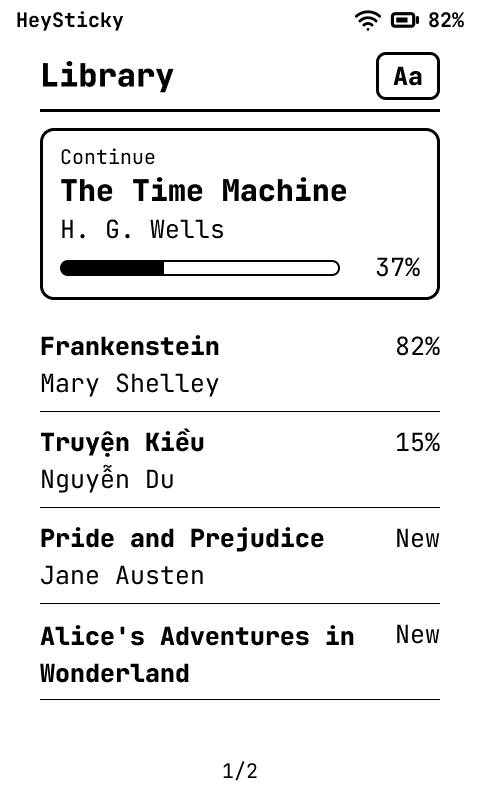 HeySticky 82%
Library Aa
Continue
The Time Machine
H. G. Wells
37%
Frankenstein 82%
Mary Shelley
Truyện Kiều 15%
Nguyễn Du
Pride and Prejudice New
Jane Austen
Alice's Adventures in New
Wonderland
1/2